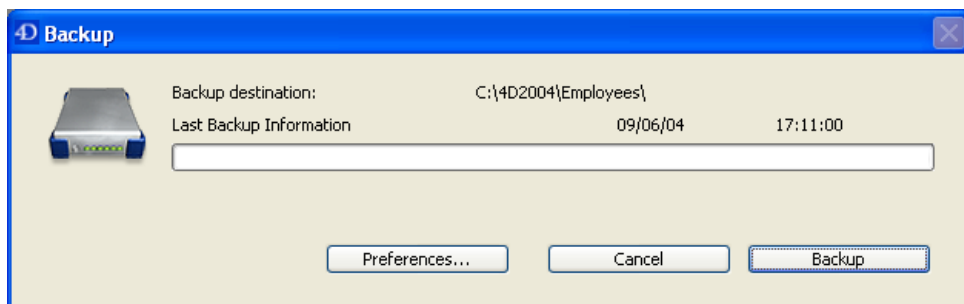 4D Backup
Backup destination: C:\4D2004\Employees\
Last Backup Information 09/06/04 17:11:00
Preferences... Cancel Backup